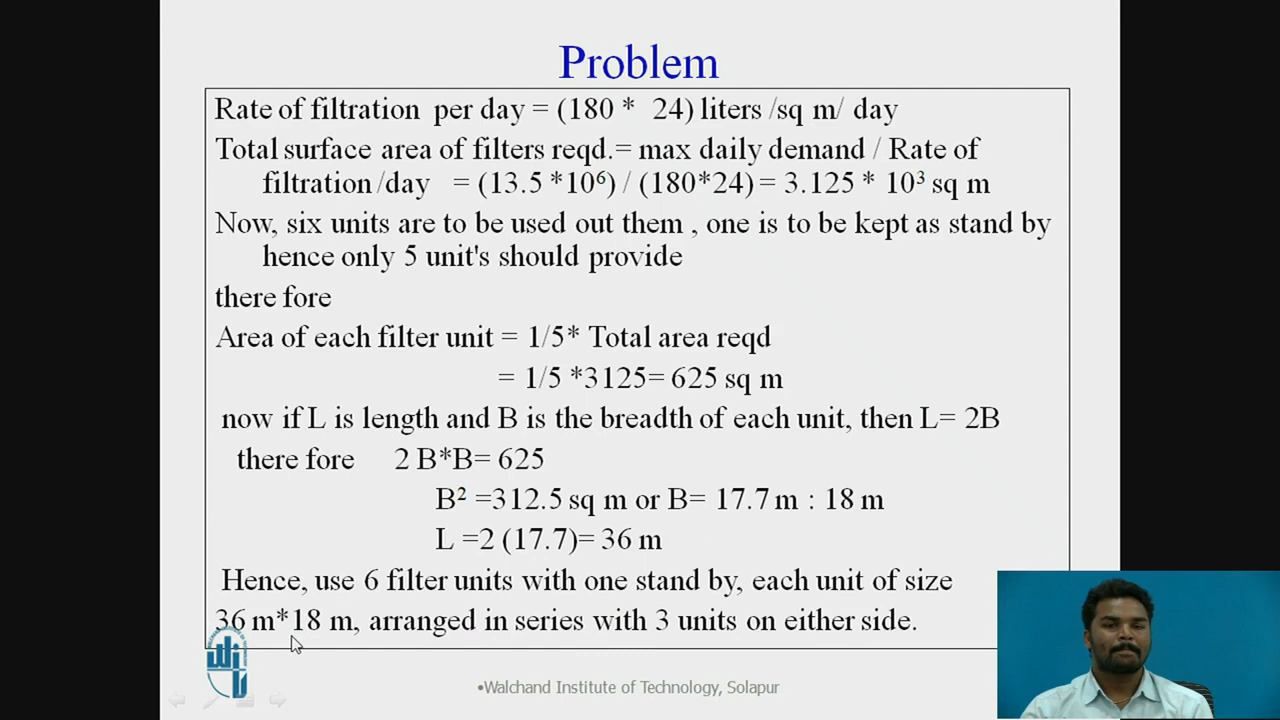 Problem
Rate of filtration per day = (180 * 24) liters /sq m/ day
Total surface area of filters reqd.= max daily demand / Rate of
filtration /day = (13.5 *10⁶) / (180*24) = 3.125 * 10³ sq m
Now, six units are to be used out them , one is to be kept as stand by
hence only 5 unit's should provide
there fore
Area of each filter unit = 1/5* Total area reqd
= 1/5 *3125= 625 sq m
now if L is length and B is the breadth of each unit, then L= 2B
there fore 2 B*B= 625
B² =312.5 sq m or B= 17.7 m : 18 m
L =2 (17.7)= 36 m
Hence, use 6 filter units with one stand by, each unit of size
36 m*18 m, arranged in series with 3 units on either side.
•Walchand Institute of Technology, Solapur